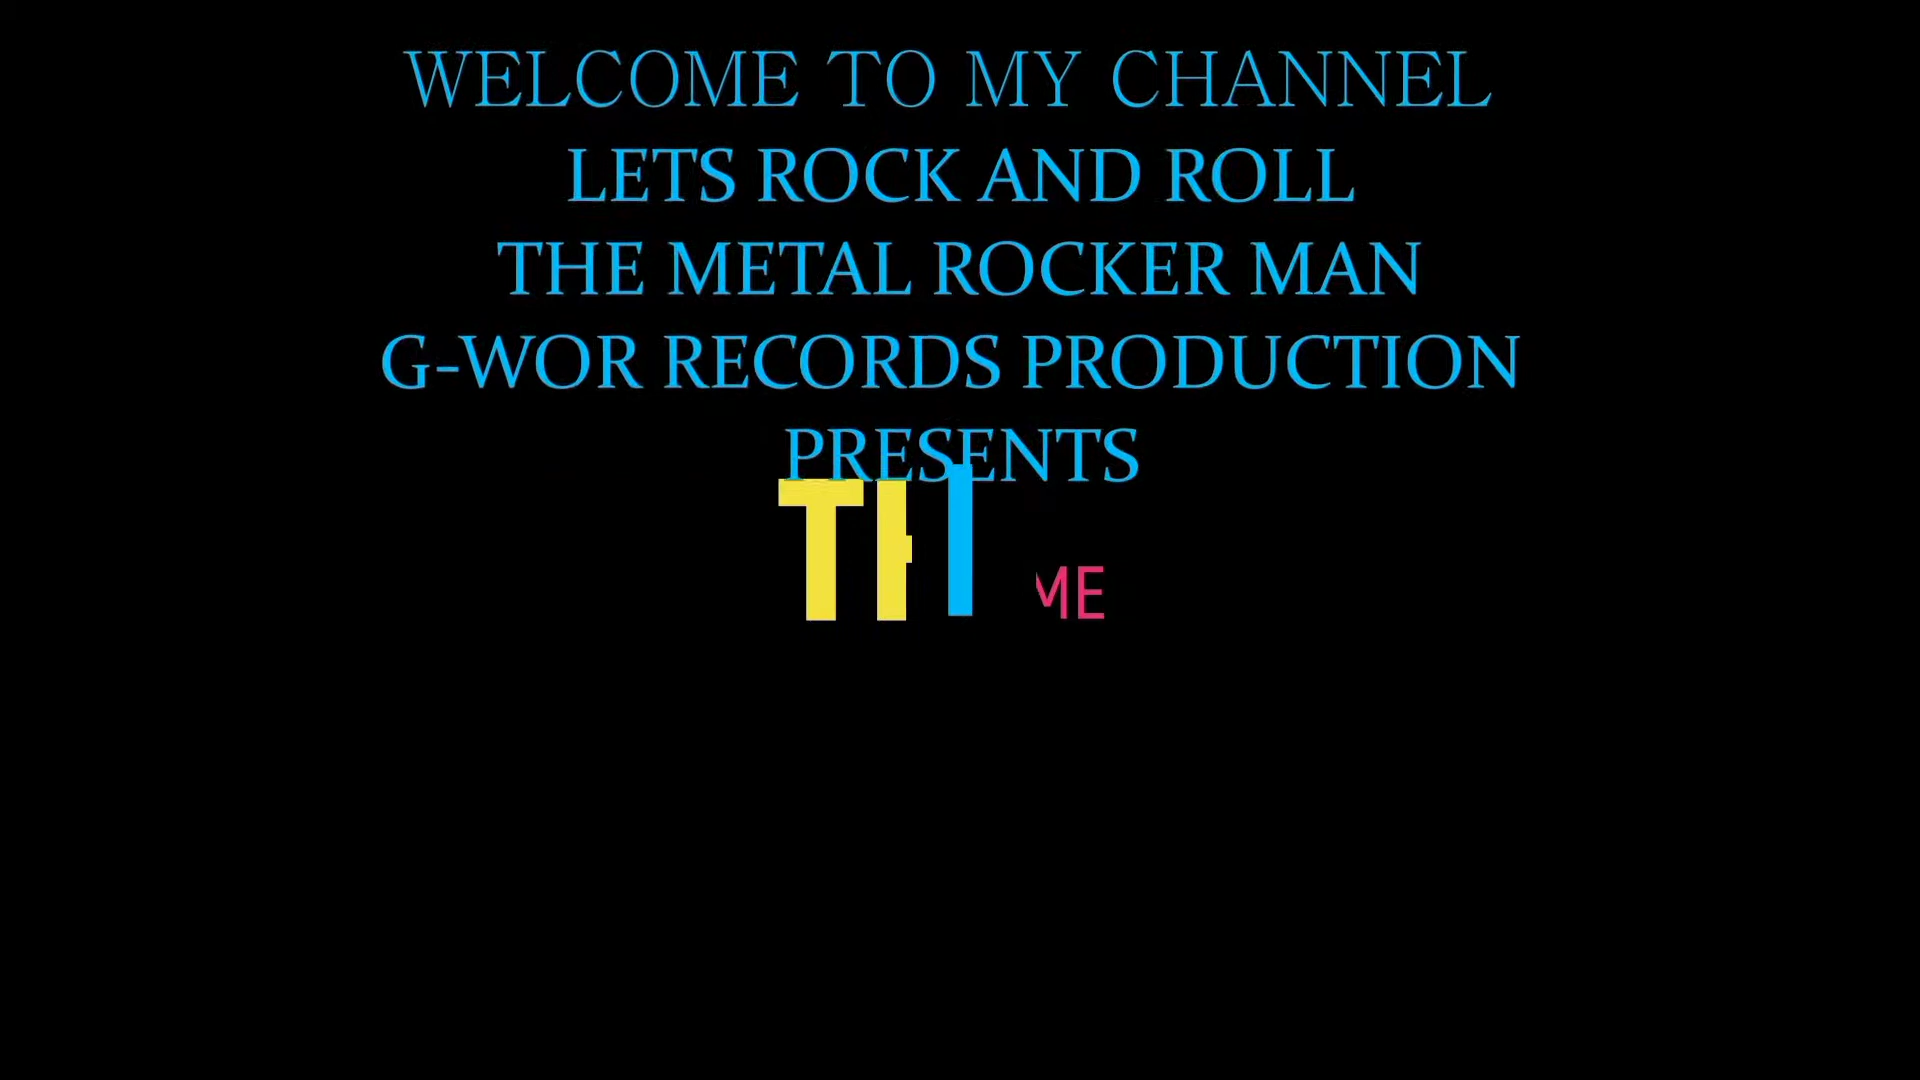 WELCOME TO MY CHANNEL
LETS ROCK AND ROLL
THE METAL ROCKER MAN
G-WOR RECORDS PRODUCTION
PRESENTS